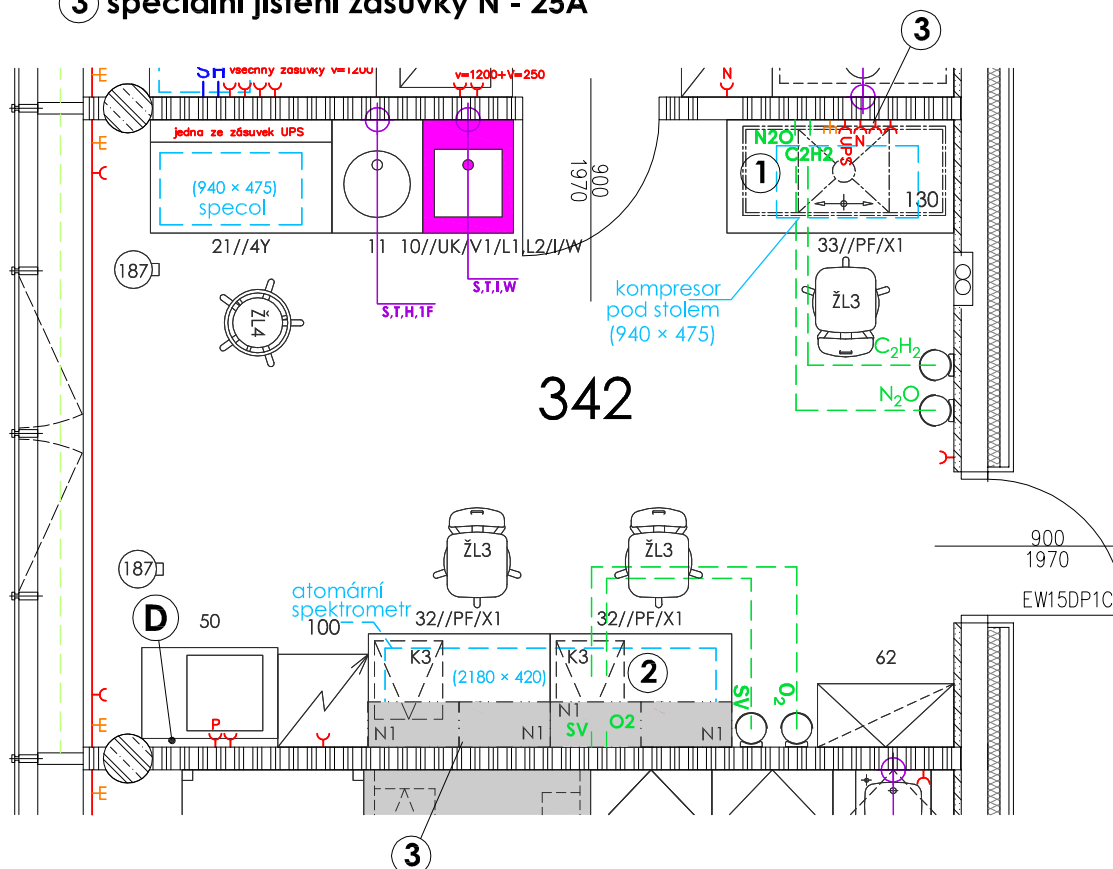 3 speciální jištění zásuvky N - 25A
3
E
SH
všechny zásuvky v=1200
v=1200+V=250
N
E
jedna ze zásuvek UPS
(940 × 475)
specol
900
1970
N2O
C2H2
UPS
N
E
1
130
21//4Y
11
10//UK/V1/L1,L2/I/W
33//PF/X1
187
S,T,H,1F
S,T,I,W
kompresor
pod stolem
(940 × 475)
ŽL4
ŽL3
C2H2
N2O
342
ŽL3
ŽL3
900
1970
EW15DP1C
187
atomární
spektrometr
D
50
100
32//PF/X1
32//PF/X1
K3
K3
(2180 × 420)
2
62
SV
O2
E
P
N1
N1
N1
N1
SV
O2
E
3